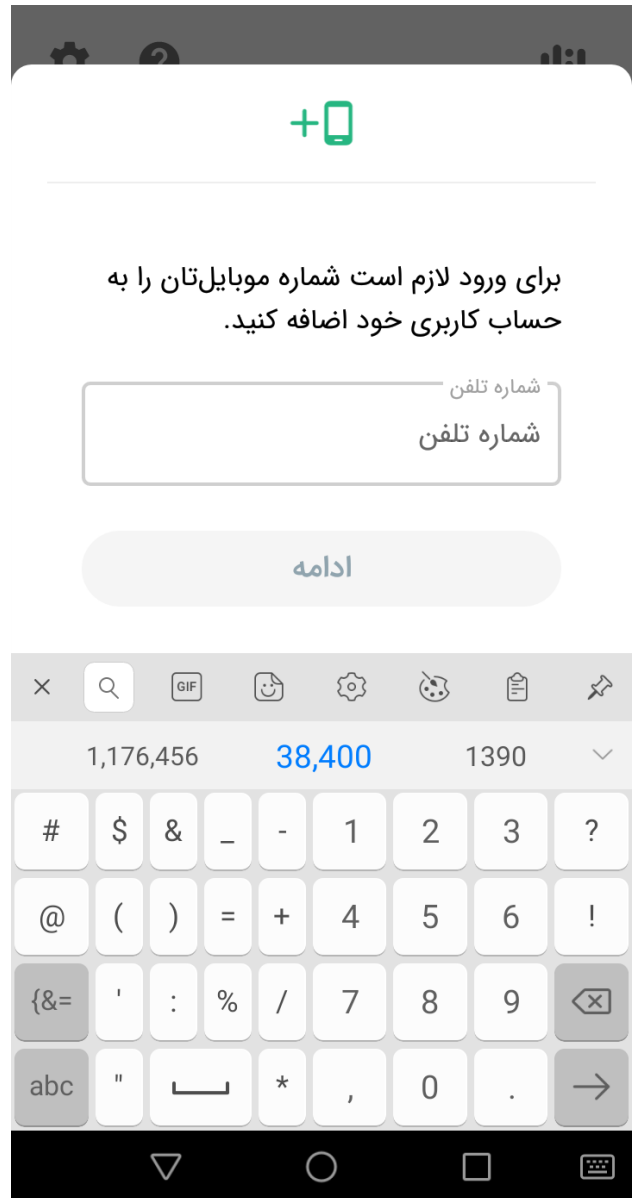 برای ورود لازم است شماره موبایل‌تان را به
حساب کاربری خود اضافه کنید.
شماره تلفن
شماره تلفن
ادامه
GIF
1,176,456 38,400 1390
# $ & _ - 1 2 3 ?
@ ( ) = + 4 5 6 !
{&= ' : % / 7 8 9
abc " * , 0 .